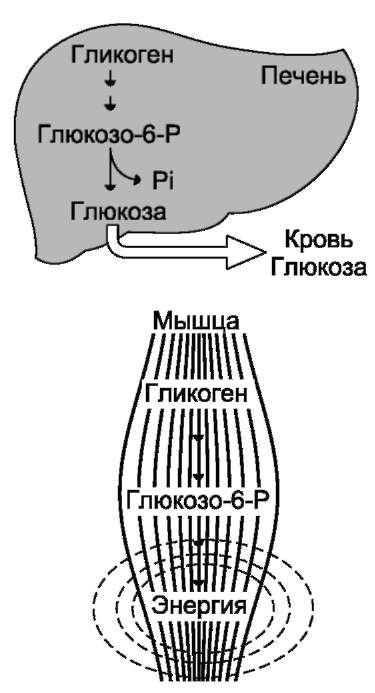 Гликоген
Печень
Глюкозо-6-Р
Pi
Глюкоза
Кровь
Глюкоза
Мышца
Гликоген
Глюкозо-6-Р
Энергия